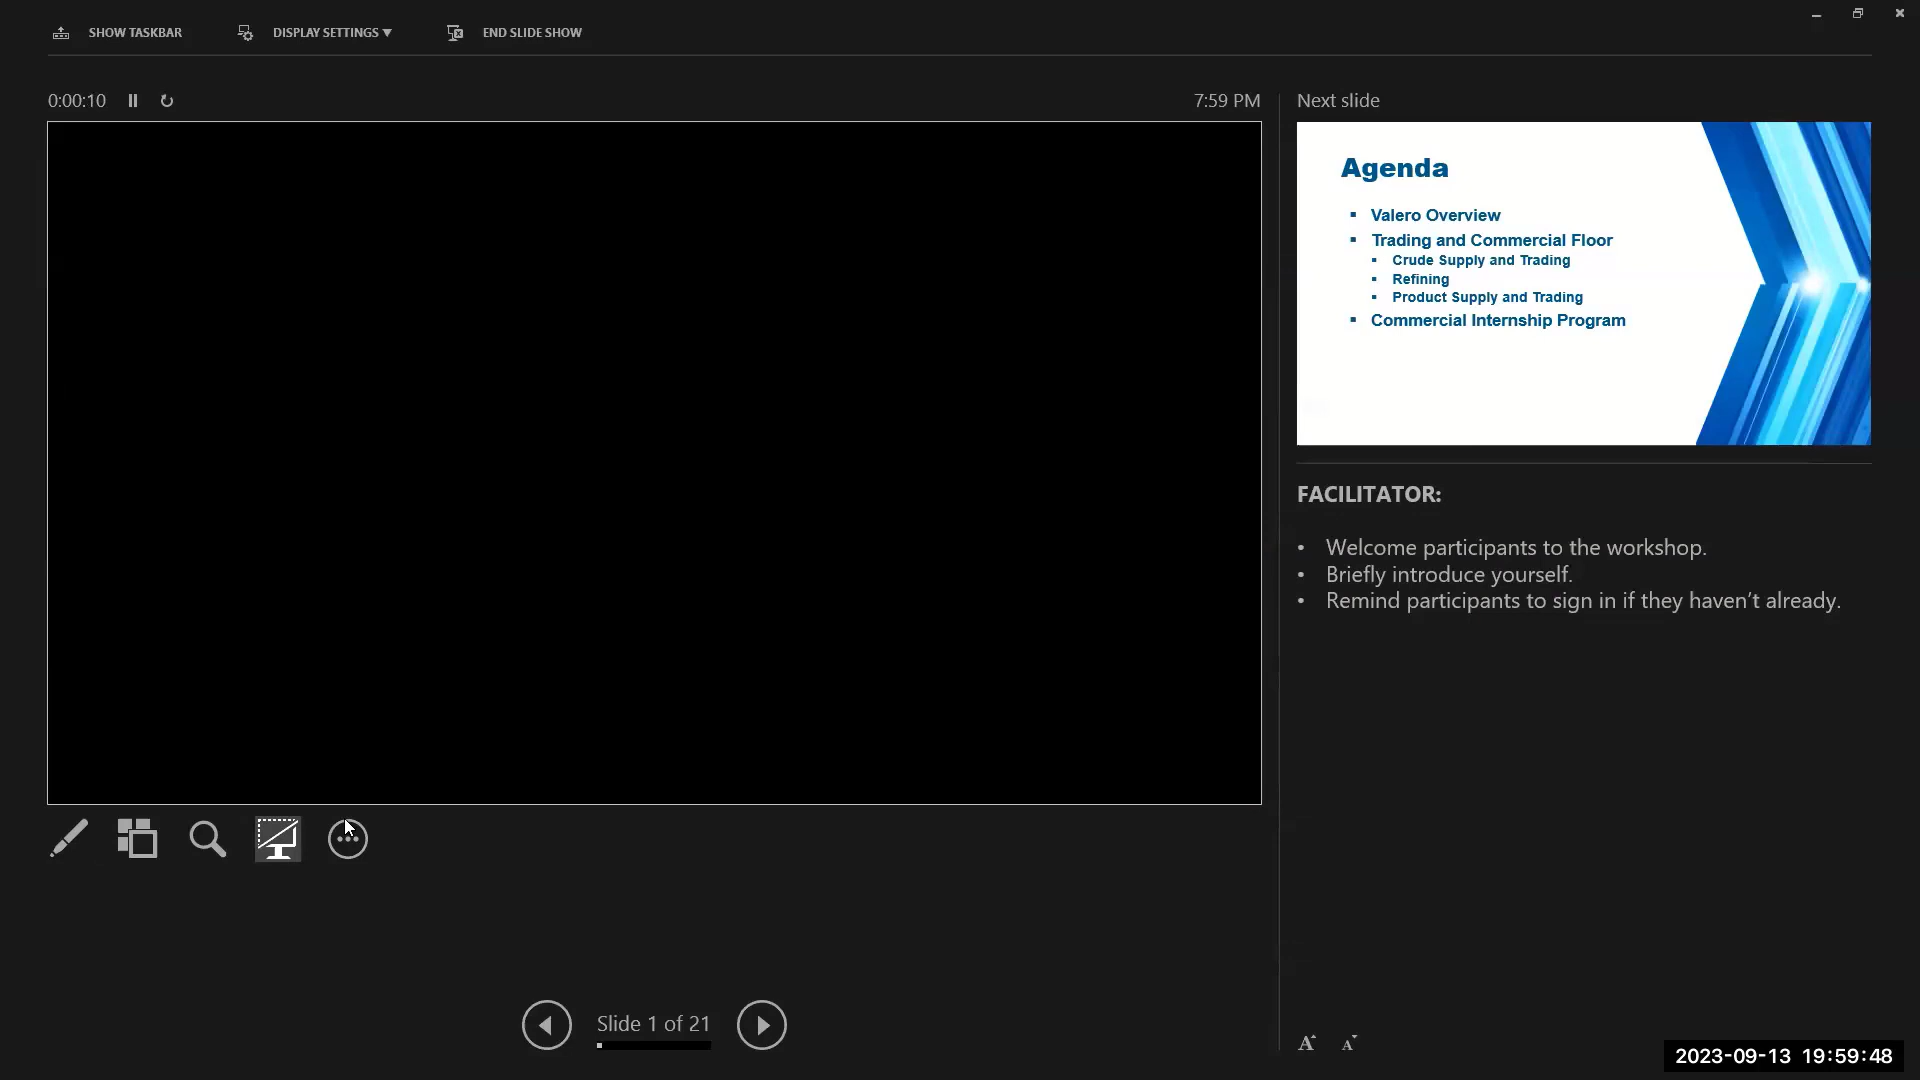 SHOW TASKBAR
DISPLAY SETTINGS ▼
END SLIDE SHOW
0:00:10
7:59 PM
Next slide
Agenda
▪ Valero Overview
▪ Trading and Commercial Floor
▪ Crude Supply and Trading
▪ Refining
▪ Product Supply and Trading
▪ Commercial Internship Program
FACILITATOR:
• Welcome participants to the workshop.
• Briefly introduce yourself.
• Remind participants to sign in if they haven’t already.
Slide 1 of 21
A A
2023-09-13 19:59:48